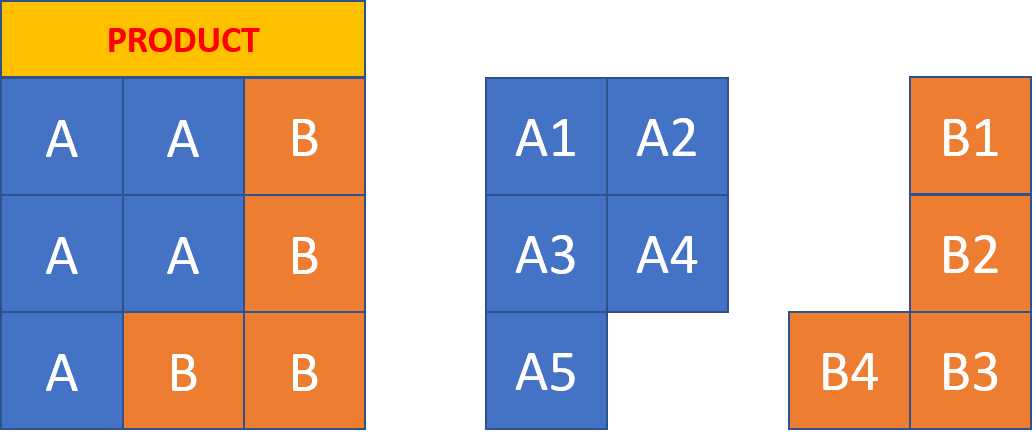 PRODUCT
A A B
A A B
A B B
A1 A2
A3 A4
A5
B1
B2
B4 B3